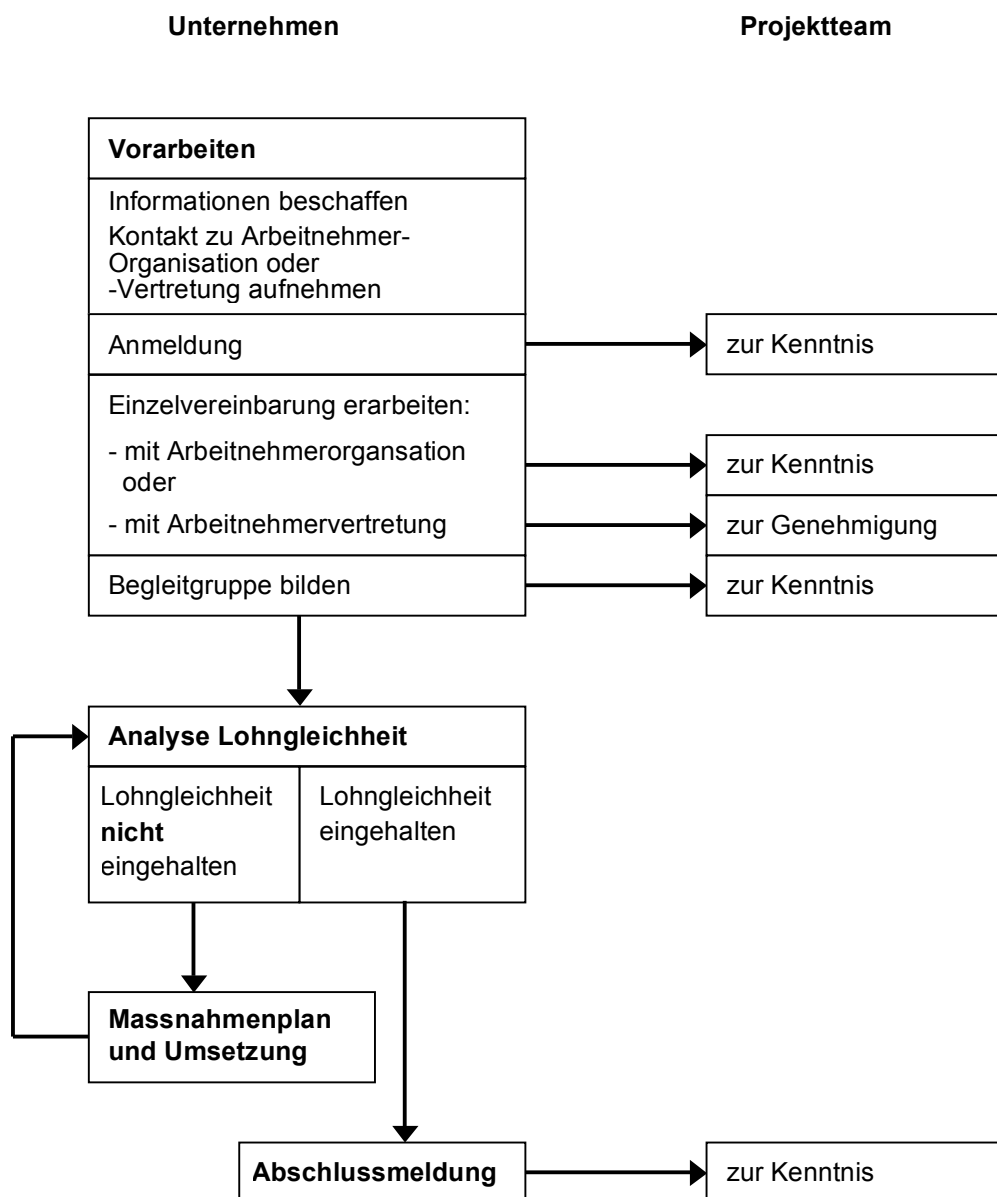 Unternehmen
Projektteam
Vorarbeiten
Informationen beschaffen
Kontakt zu Arbeitnehmer-
Organisation oder
-Vertretung aufnehmen
Anmeldung
zur Kenntnis
Einzelvereinbarung erarbeiten:
- mit Arbeitnehmerorgansation
oder
zur Kenntnis
- mit Arbeitnehmervertretung
zur Genehmigung
Begleitgruppe bilden
zur Kenntnis
Analyse Lohngleichheit
Lohngleichheit
nicht
eingehalten
Lohngleichheit
eingehalten
Massnahmenplan
und Umsetzung
Abschlussmeldung
zur Kenntnis